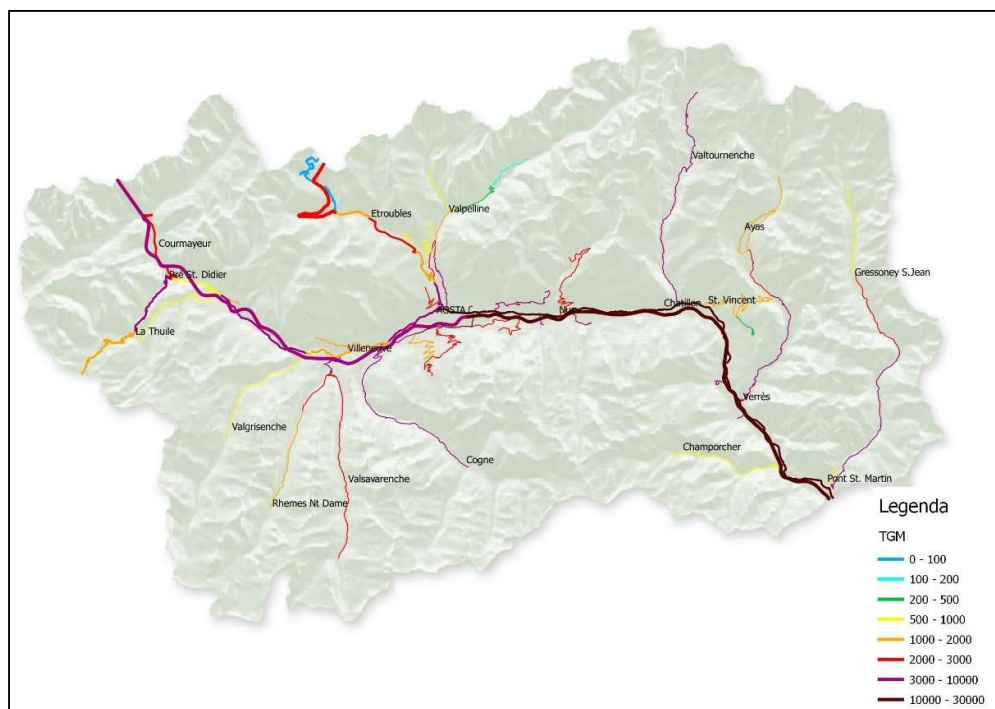 Valtournenche
Etroubles
Valpelline
Ayas
Courmayeur
Pré St. Didier
Gressoney S.Jean
La Thuile
AOSTA C.
Nus
Chatillon
St. Vincent
Villeneuve
Verrès
Valgrisenche
Champorcher
Cogne
Valsavarenche
Rhemes Nt Dame
Pont St. Martin
Legenda
TGM
0 - 100
100 - 200
200 - 500
500 - 1000
1000 - 2000
2000 - 3000
3000 - 10000
10000 - 30000